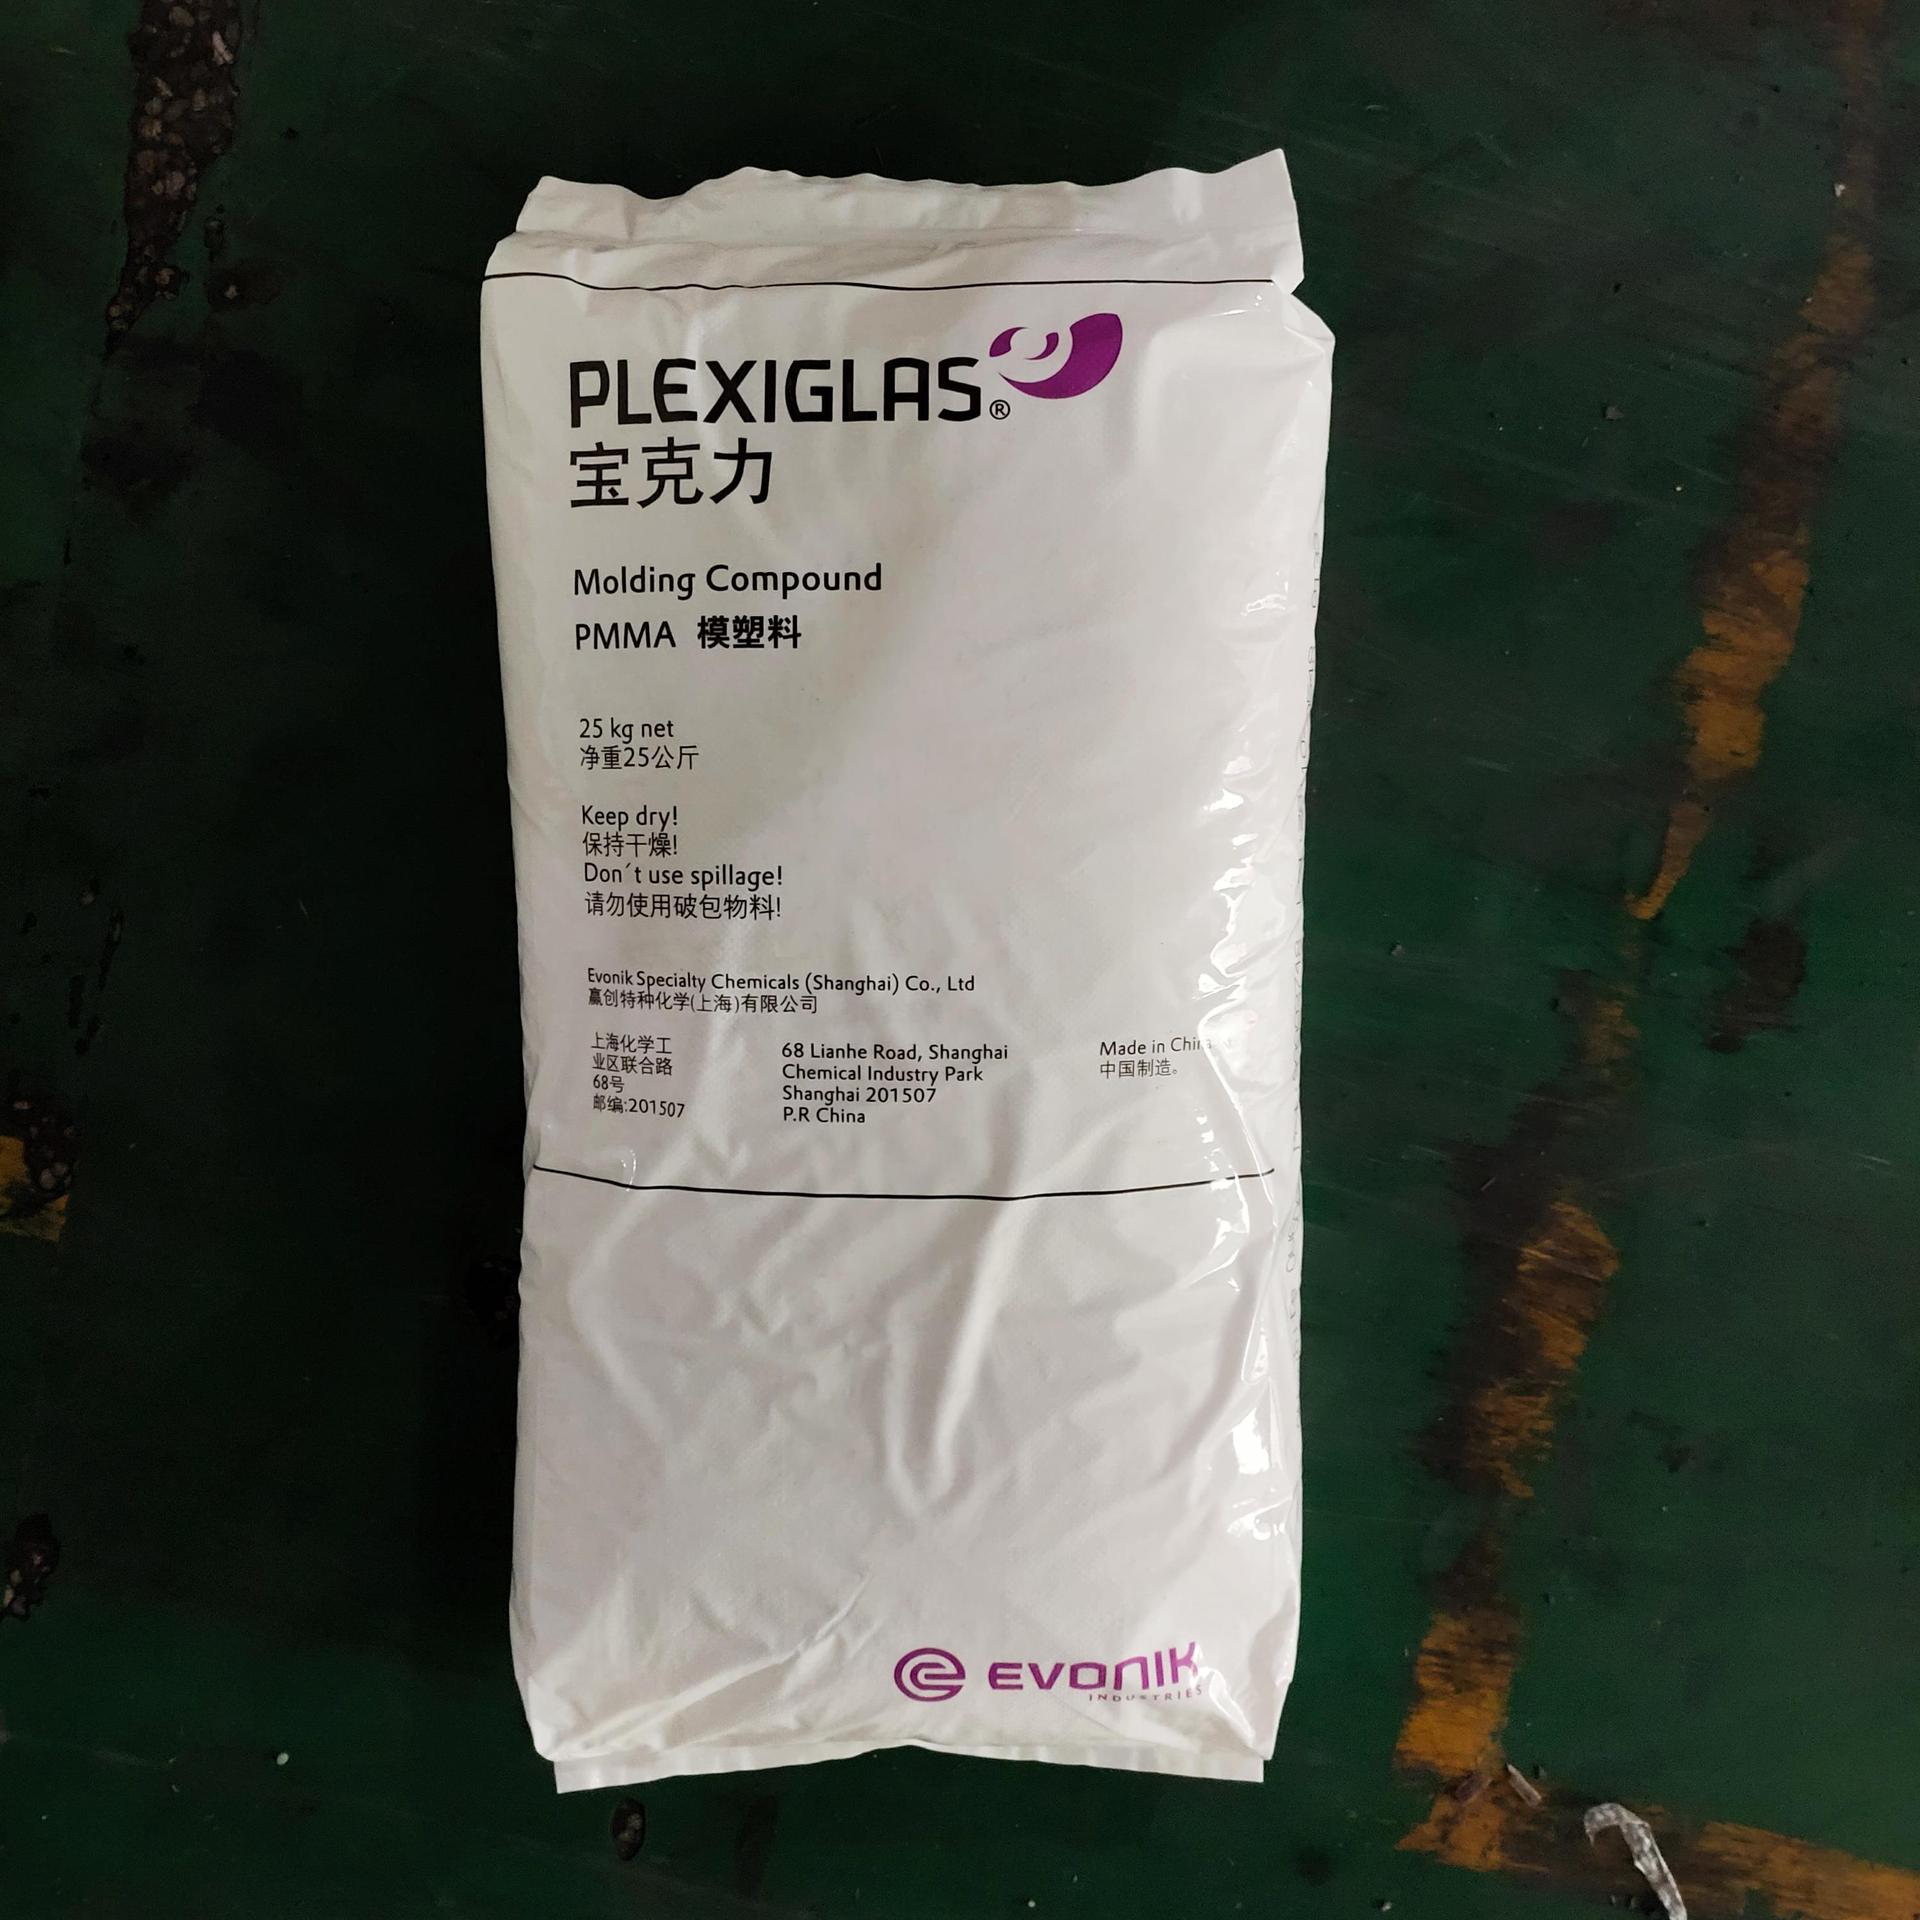 PLEXIGLAS®
宝克力
Molding Compound
PMMA 模塑料
25 kg net
净重25公斤
Keep dry!
保持干燥!
Don´t use spillage!
请勿使用破包物料!
Evonik Specialty Chemicals (Shanghai) Co., Ltd
赢创特种化学(上海)有限公司
上海化学工
业区联合路
68号
邮编:201507
68 Lianhe Road, Shanghai
Chemical Industry Park
Shanghai 201507
P.R China
Made in China
中国制造。
EVONIK
INDUSTRIES